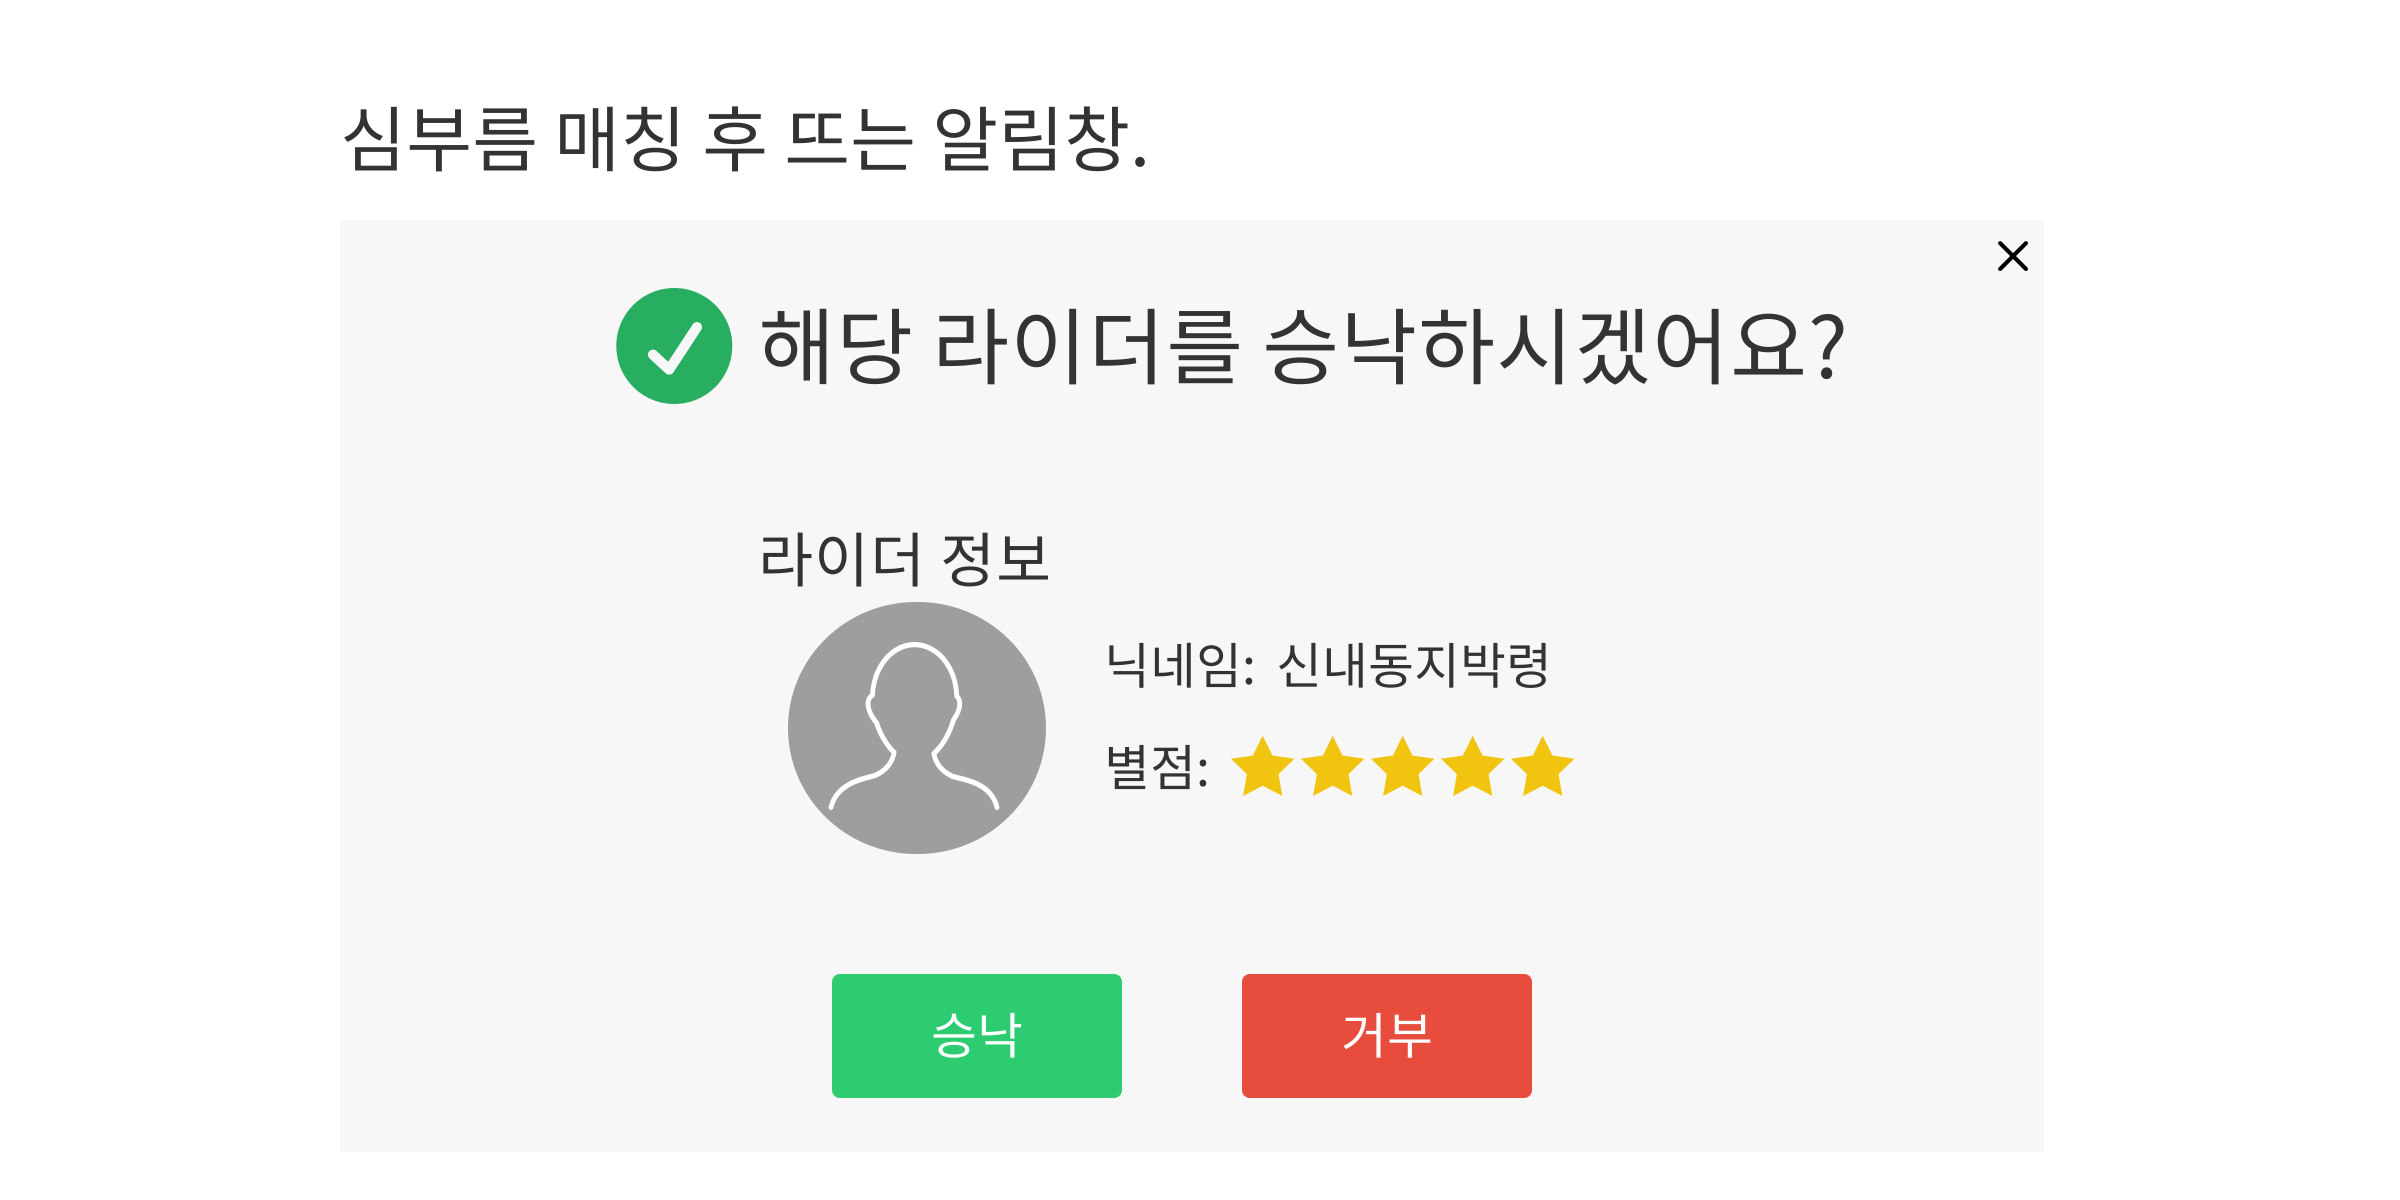 심부름 매칭 후 뜨는 알림창.
해당 라이더를 승낙하시겠어요?
라이더 정보
닉네임: 신내동지박령
별점:
승낙
거부